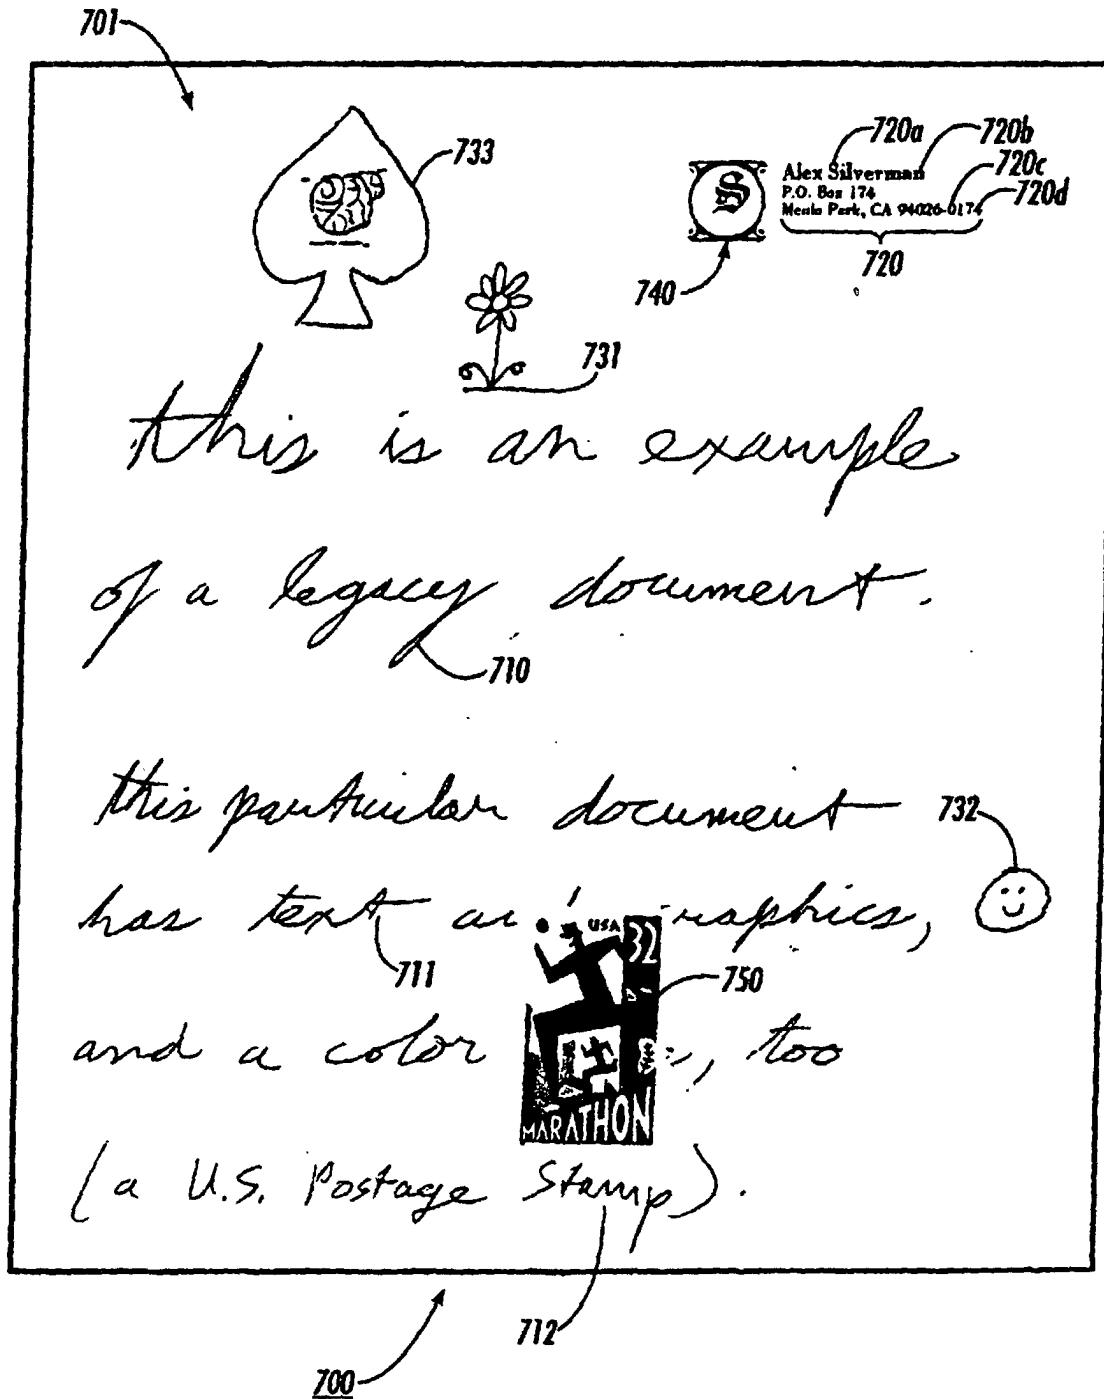 701
733
720a
720b
Alex Silverman
720c
P.O. Box 174
720d
Menlo Park, CA 94026-0174
S
720
740
731
this is an example
of a legacy document.
710
this particular document
732
has text an graphics,
711
USA
32
750
and a color , too
MARATHON
(a U.S. Postage Stamp).
712
700